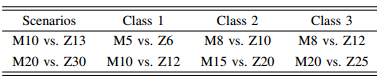 Scenarios Class 1 Class 2 Class 3
M10 vs. Z13 M5 vs. Z6 M8 vs. Z10 M8 vs. Z12
M20 vs. Z30 M10 vs. Z12 M15 vs. Z20 M20 vs. Z25